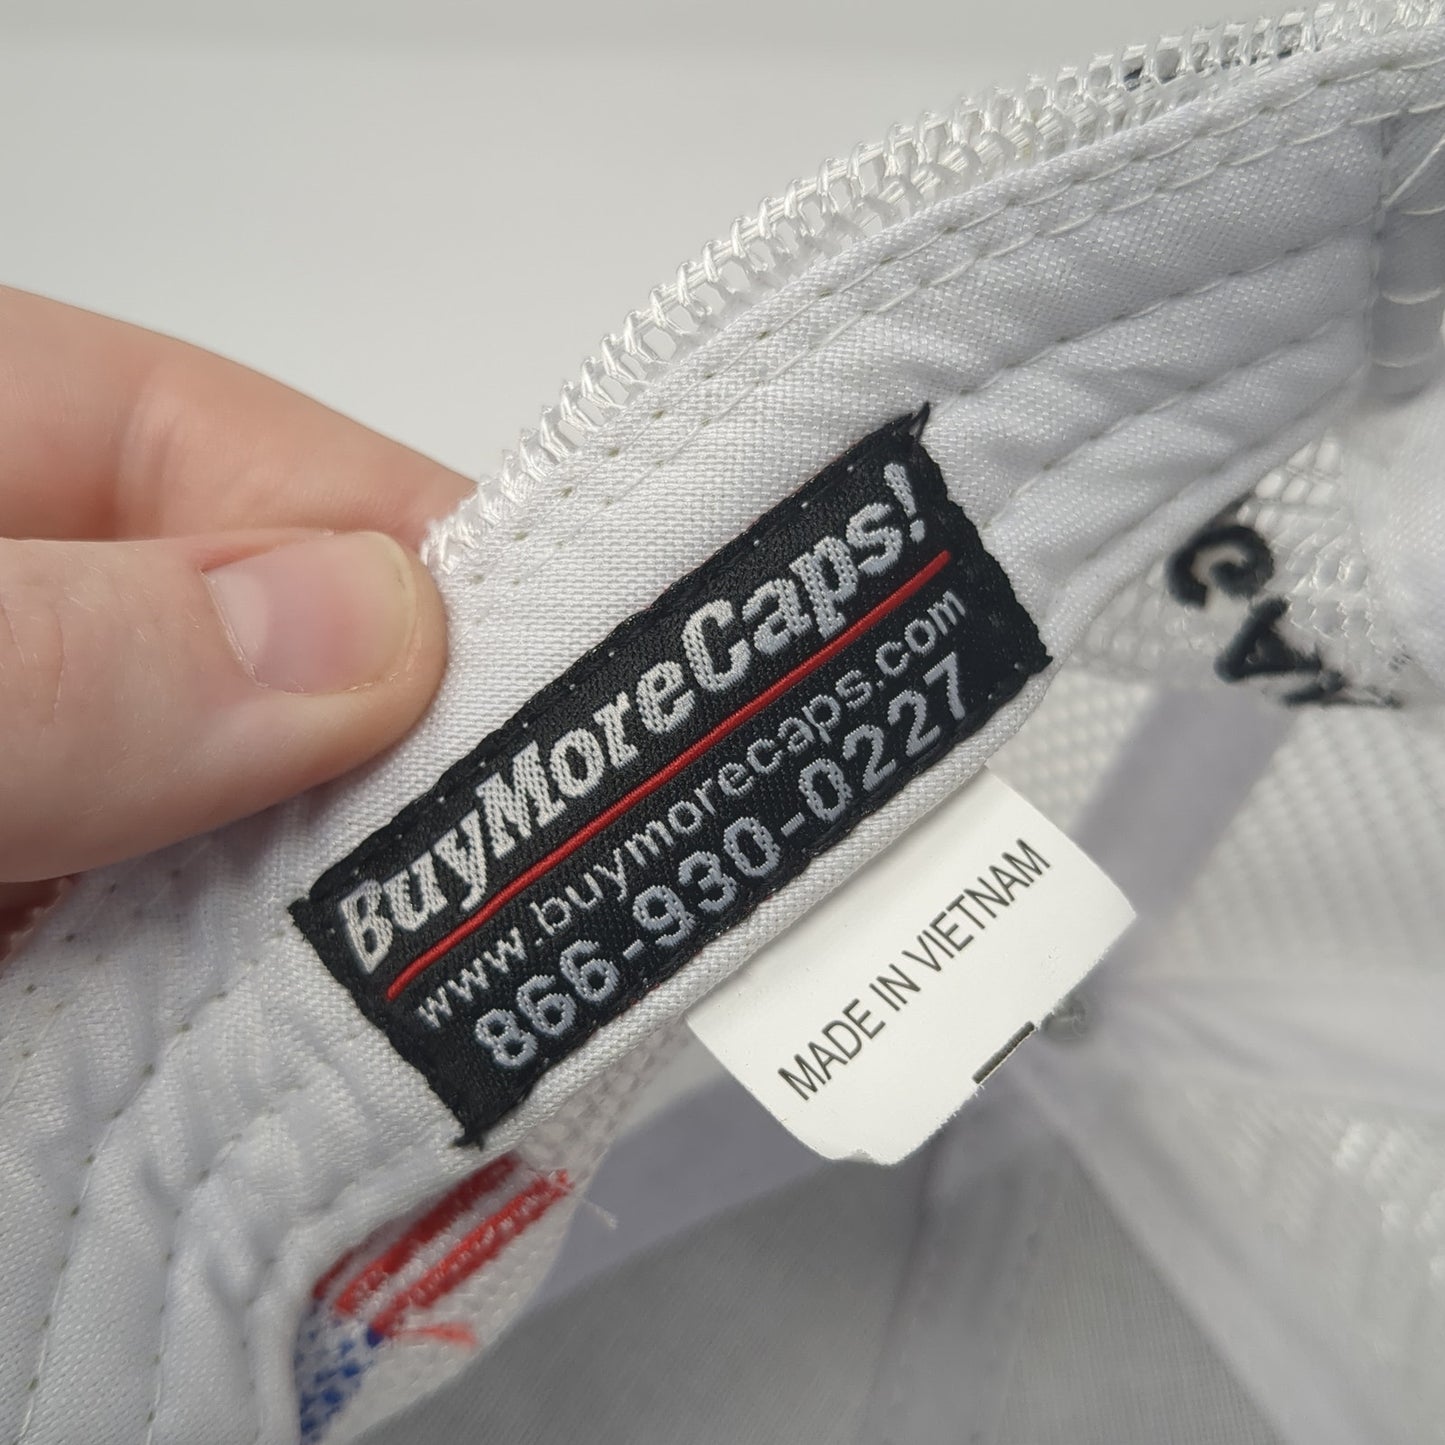 BuyMoreCaps!
www.buymorecaps.com
866-930-0227
MADE IN VIETNAM